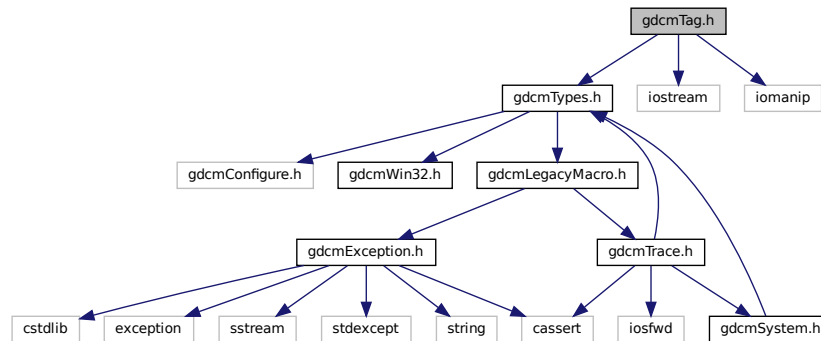 gdcmTag.h
gdcmTypes.h
iostream
iomanip
gdcmConfigure.h
gdcmWin32.h
gdcmLegacyMacro.h
gdcmException.h
gdcmTrace.h
cstdlib
exception
sstream
stdexcept
string
cassert
iosfwd
gdcmSystem.h